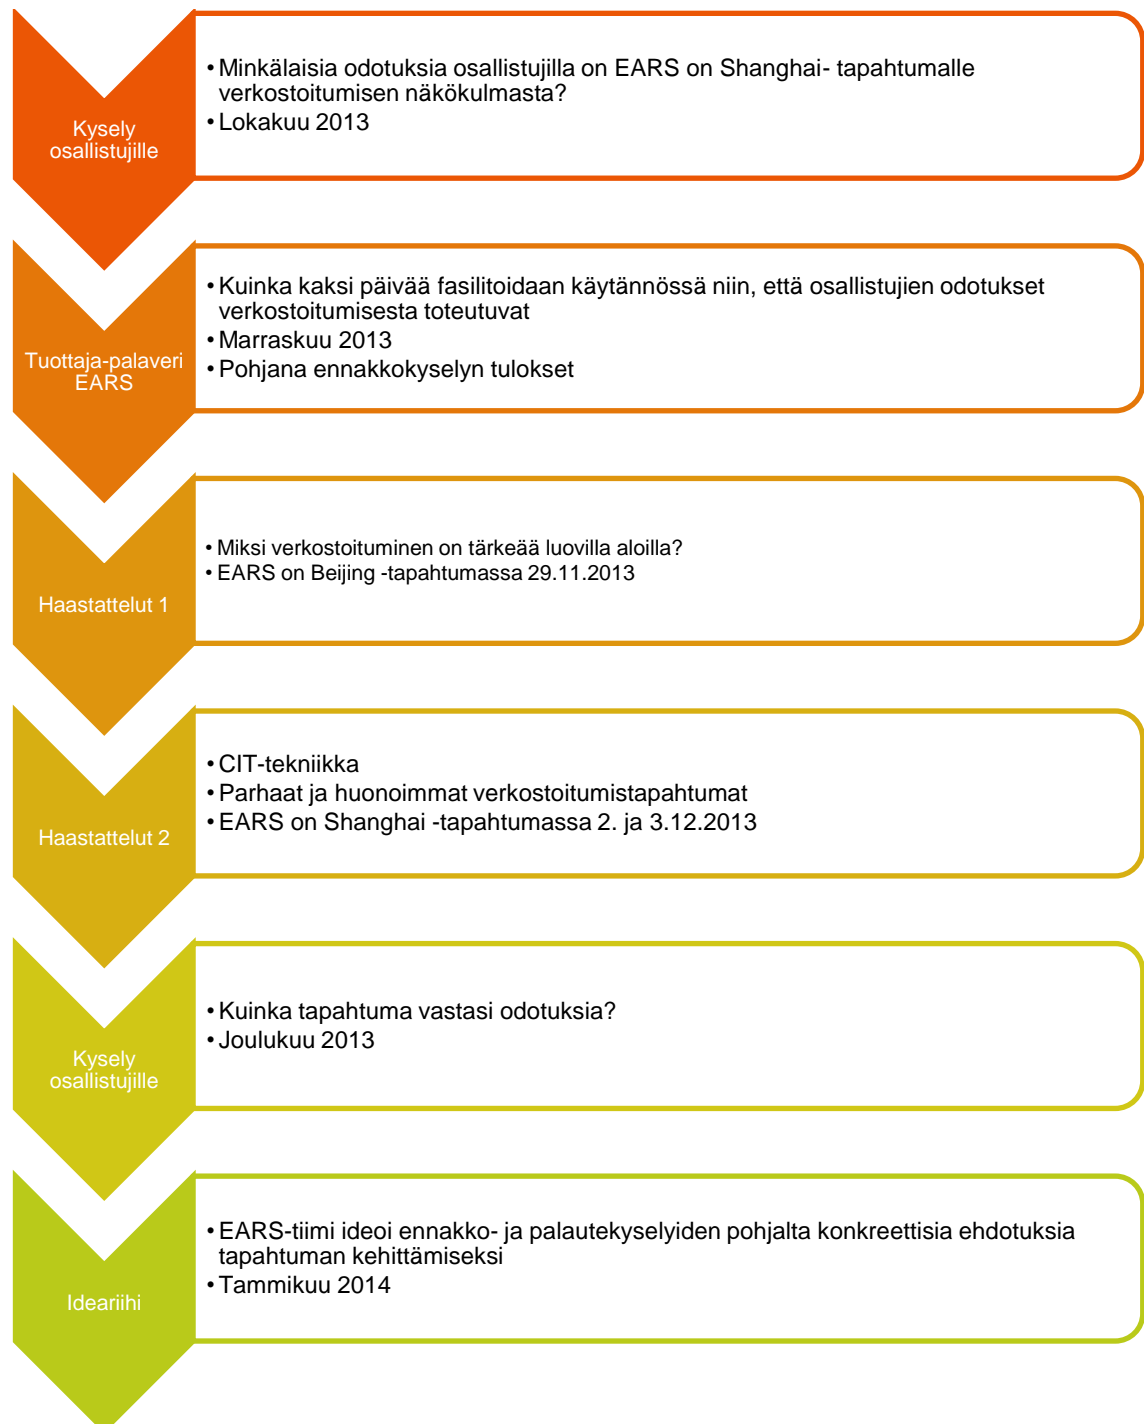 Kysely
osallistujille
• Minkälaisia odotuksia osallistujilla on EARS on Shanghai- tapahtumalle
verkostoitumisen näkökulmasta?
• Lokakuu 2013
Tuottaja-palaveri
EARS
• Kuinka kaksi päivää fasilitoidaan käytännössä niin, että osallistujien odotukset
verkostoitumisesta toteutuvat
• Marraskuu 2013
• Pohjana ennakkokyselyn tulokset
Haastattelut 1
• Miksi verkostoituminen on tärkeää luovilla aloilla?
• EARS on Beijing -tapahtumassa 29.11.2013
Haastattelut 2
• CIT-tekniikka
• Parhaat ja huonoimmat verkostoitumistapahtumat
• EARS on Shanghai -tapahtumassa 2. ja 3.12.2013
Kysely
osallistujille
• Kuinka tapahtuma vastasi odotuksia?
• Joulukuu 2013
Ideariihi
• EARS-tiimi ideoi ennakko- ja palautekyselyiden pohjalta konkreettisia ehdotuksia
tapahtuman kehittämiseksi
• Tammikuu 2014